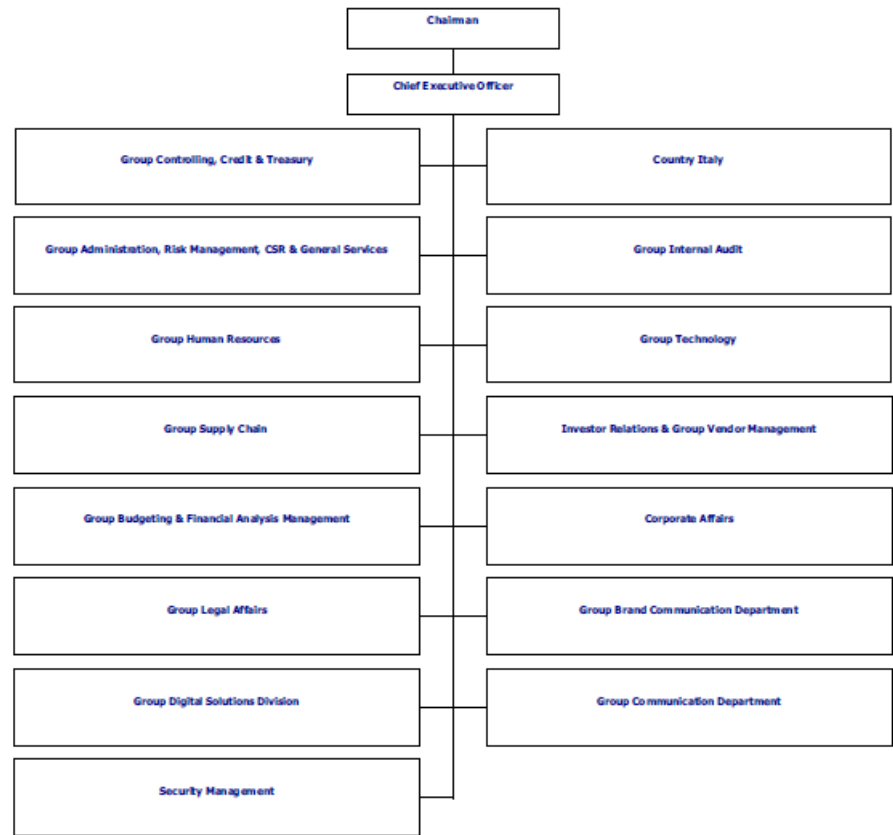 Chairman
Chief Executive Officer
Group Controlling, Credit & Treasury
Country Italy
Group Administration, Risk Management, CSR & General Services
Group Internal Audit
Group Human Resources
Group Technology
Group Supply Chain
Investor Relations & Group Vendor Management
Group Budgeting & Financial Analysis Management
Corporate Affairs
Group Legal Affairs
Group Brand Communication Department
Group Digital Solutions Division
Group Communication Department
Security Management